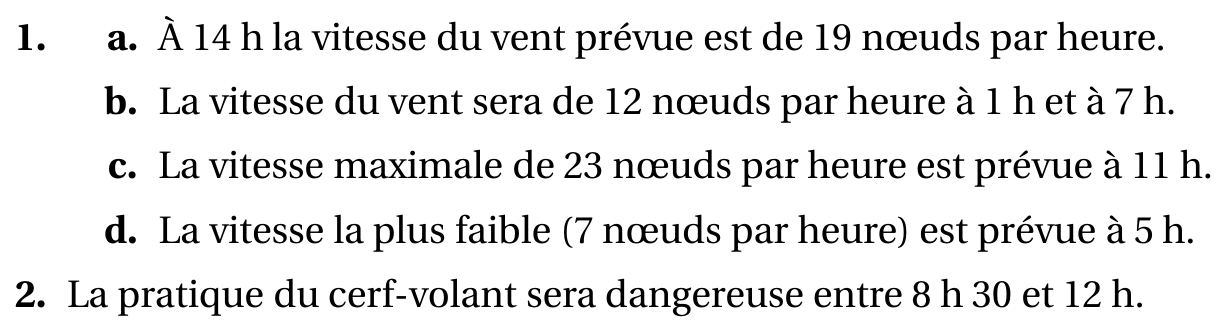 1. a. À 14 h la vitesse du vent prévue est de 19 nœuds par heure.
b. La vitesse du vent sera de 12 nœuds par heure à 1 h et à 7 h.
c. La vitesse maximale de 23 nœuds par heure est prévue à 11 h.
d. La vitesse la plus faible (7 nœuds par heure) est prévue à 5 h.
2. La pratique du cerf-volant sera dangereuse entre 8 h 30 et 12 h.